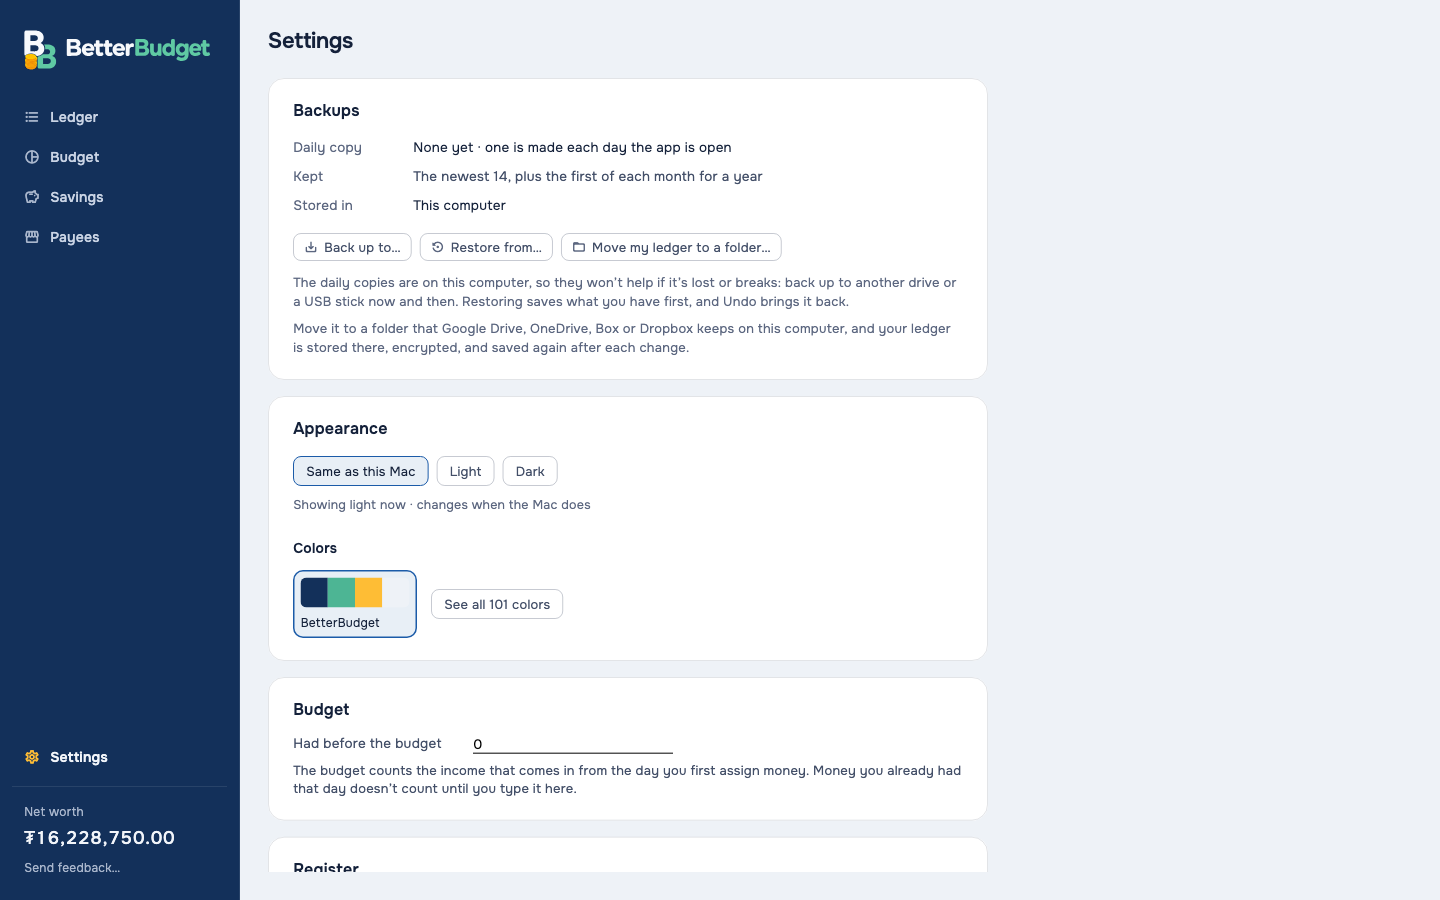 BetterBudget
Settings
Ledger
Budget
Savings
Payees
Backups
Daily copy
None yet · one is made each day the app is open
Kept
The newest 14, plus the first of each month for a year
Stored in
This computer
Back up to...
Restore from...
Move my ledger to a folder...
The daily copies are on this computer, so they won’t help if it’s lost or breaks: back up to another drive or
a USB stick now and then. Restoring saves what you have first, and Undo brings it back.
Move it to a folder that Google Drive, OneDrive, Box or Dropbox keeps on this computer, and your ledger
is stored there, encrypted, and saved again after each change.
Appearance
Same as this Mac
Light
Dark
Showing light now · changes when the Mac does
Colors
BetterBudget
See all 101 colors
Budget
Had before the budget
0
The budget counts the income that comes in from the day you first assign money. Money you already had
that day doesn’t count until you type it here.
Register
Settings
Net worth
₮16,228,750.00
Send feedback...